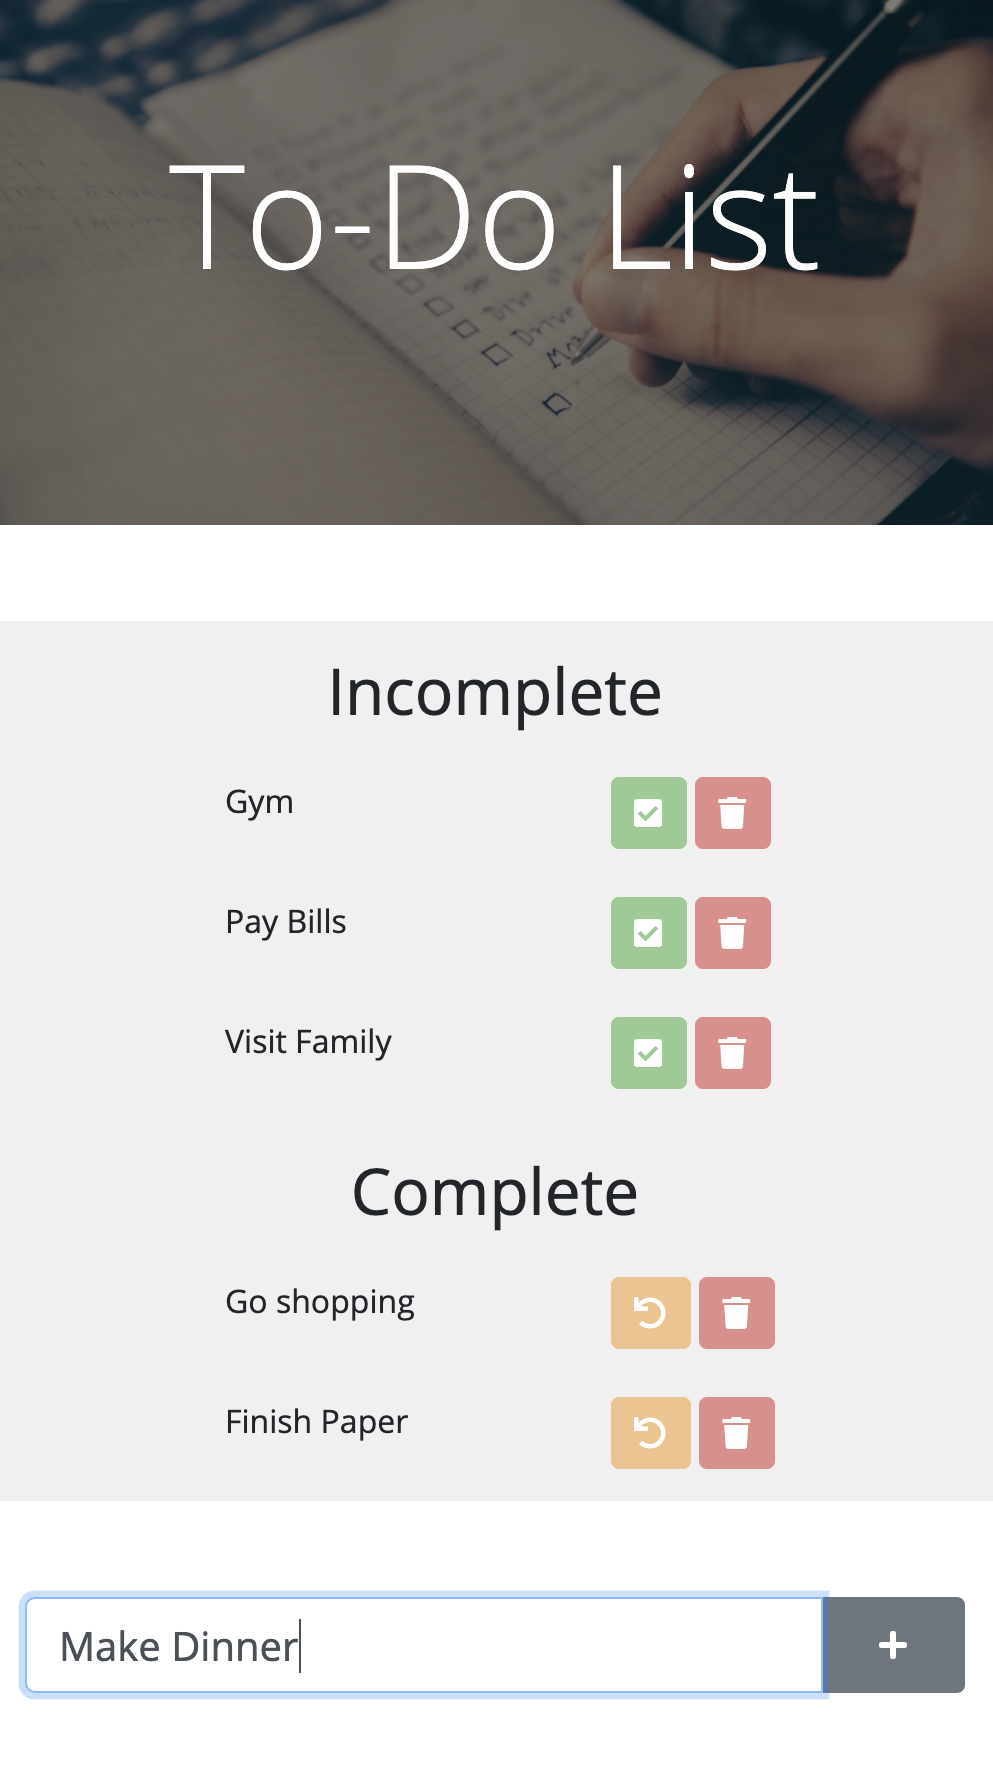 To-Do List
Incomplete
Gym
Pay Bills
Visit Family
Complete
Go shopping
Finish Paper
Make Dinner